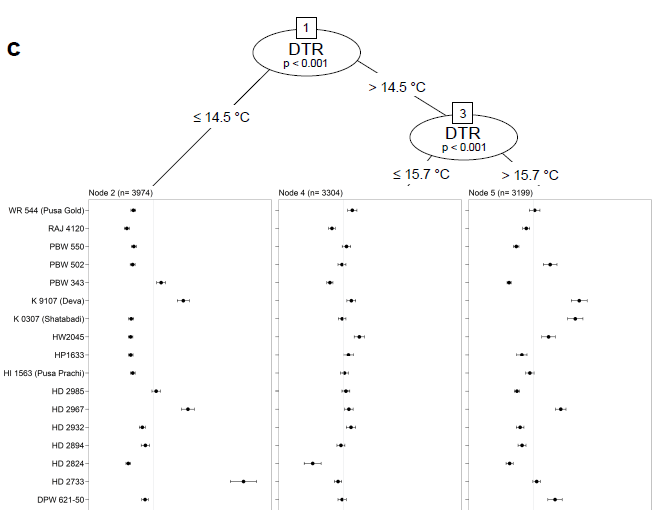 C
1
DTR
p < 0.001
> 14.5 °C
≤ 14.5 °C
3
DTR
p < 0.001
≤ 15.7 °C
> 15.7 °C
Node 2 (n= 3974)
Node 4 (n= 3304)
Node 5 (n= 3199)
WR 544 (Pusa Gold)
RAJ 4120
PBW 550
PBW 502
PBW 343
K 9107 (Deva)
K 0307 (Shatabadi)
HW2045
HP1633
HI 1563 (Pusa Prachi)
HD 2985
HD 2967
HD 2932
HD 2894
HD 2824
HD 2733
DPW 621-50